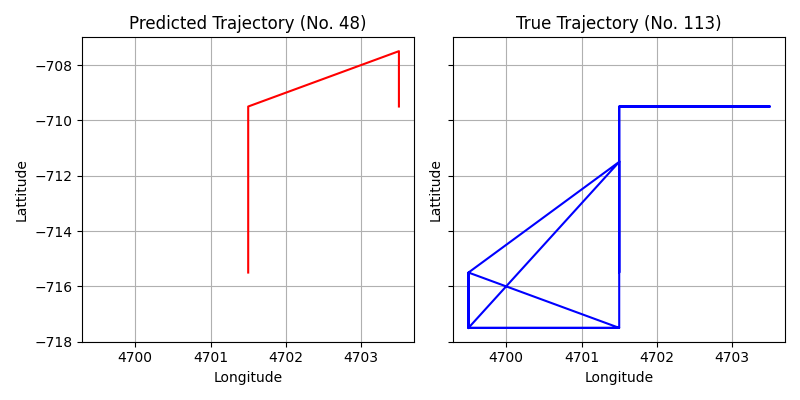 Predicted Trajectory (No. 48)
True Trajectory (No. 113)
Lattitude
−708
−710
−712
−714
−716
−718
4700
4701
4702
4703
Longitude
Lattitude
4700
4701
4702
4703
Longitude